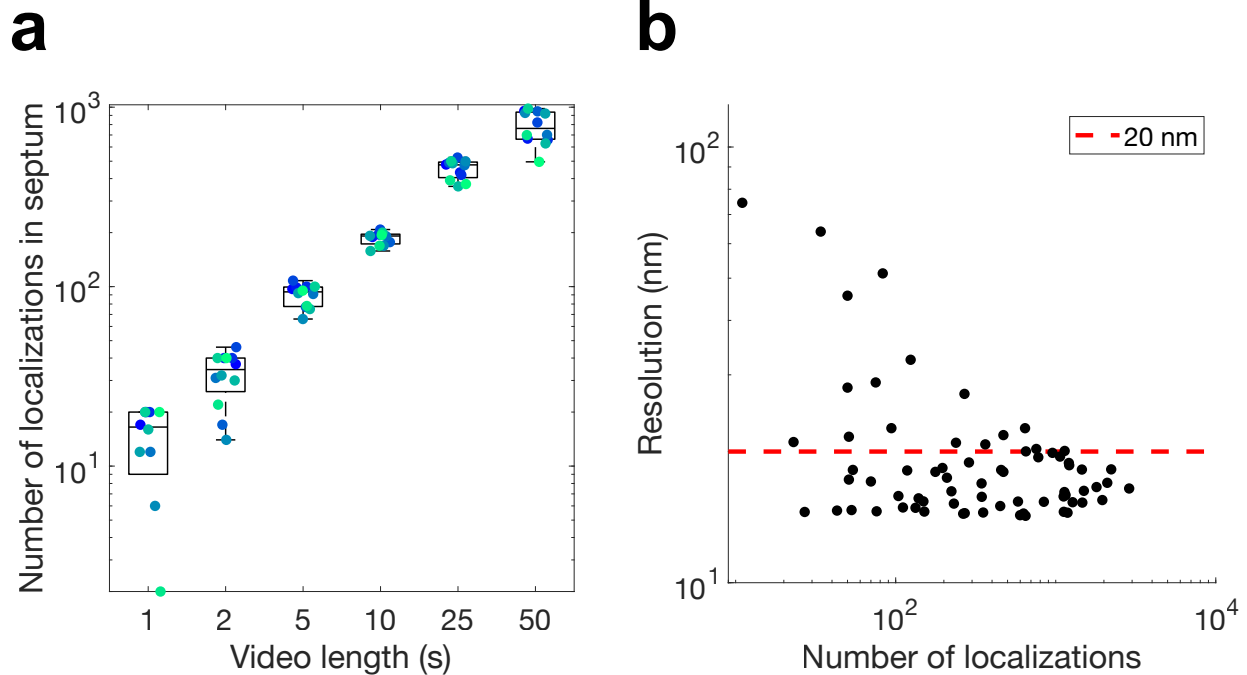 a
b
Number of localizations in septum
10³
10²
10¹
1 2 5 10 25 50
Video length (s)
Resolution (nm)
10²
10¹
20 nm
10² 10⁴
Number of localizations